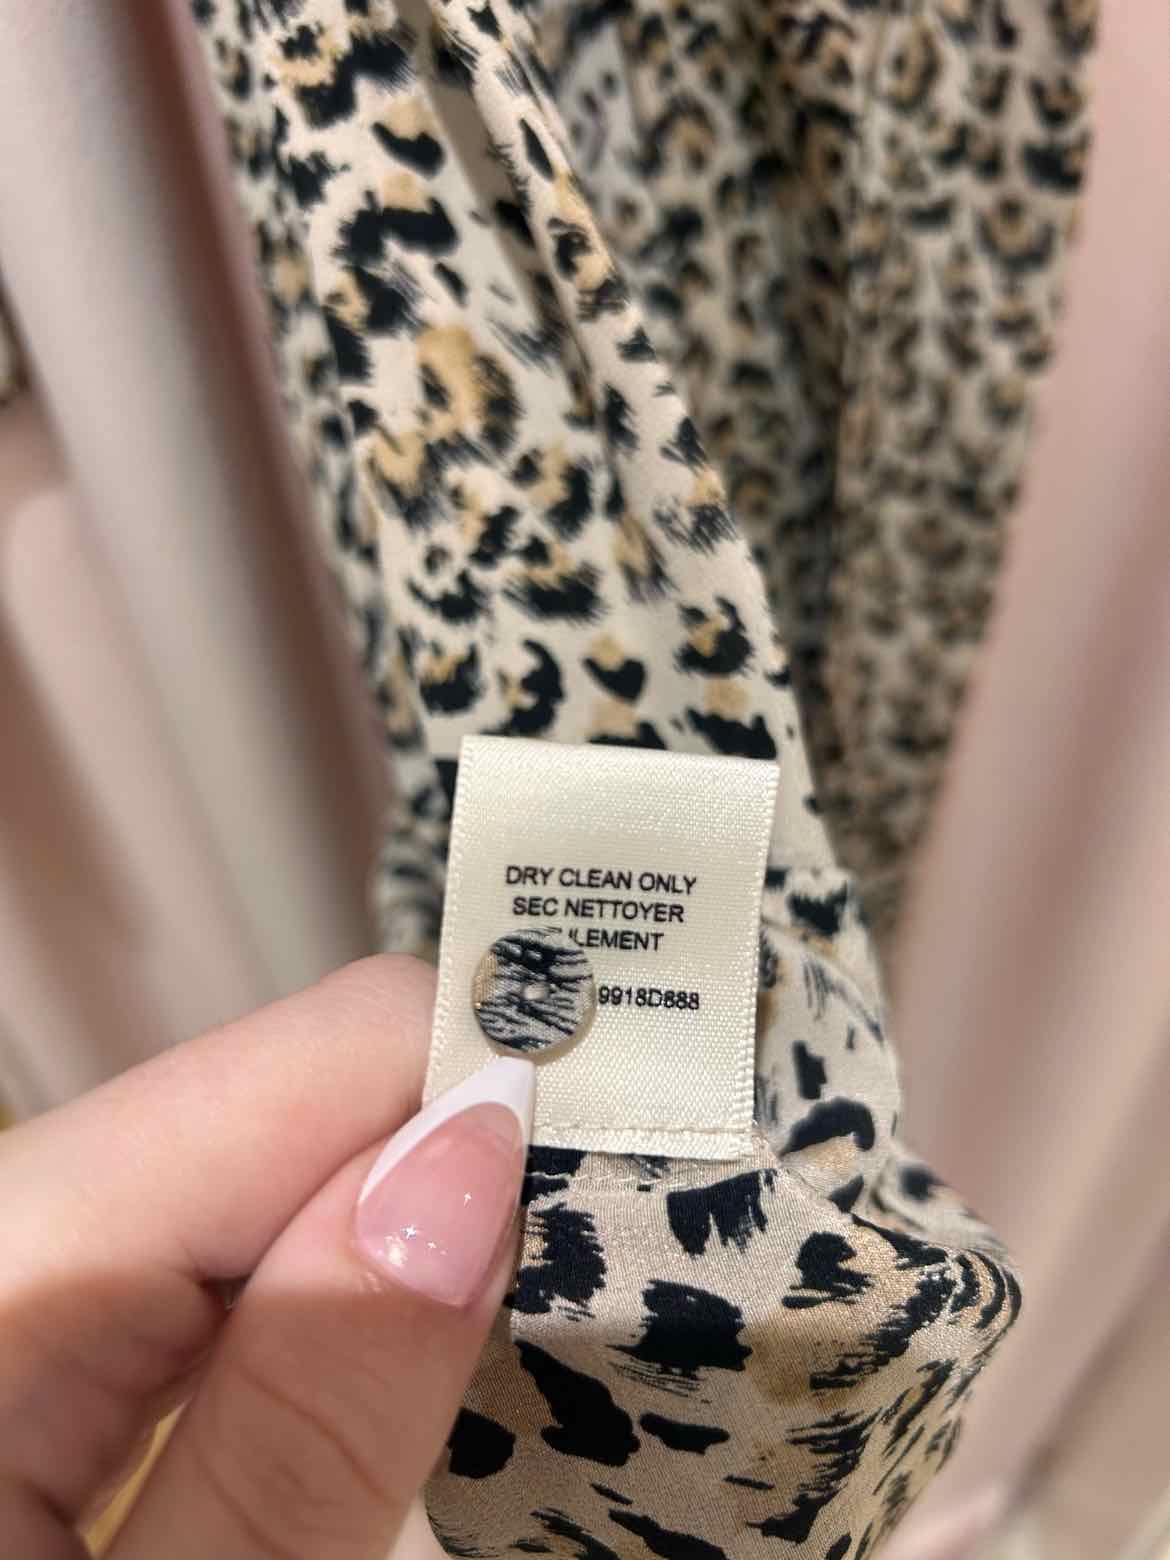 DRY CLEAN ONLY
SEC NETTOYER
9918D888